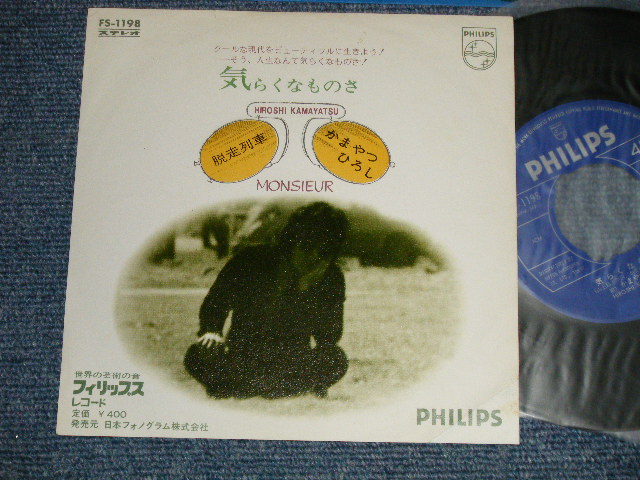 FS-1198
ステレオ
PHILIPS
クールな現代をビューティフルに生きよう!
そう、人生なんて気らくなものさ!
気らくなものさ
HIROSHI KAMAYATSU
脱走列車
かまやつ
ひろし
MONSIEUR
世界の芸術の音
フィリップス
レコード
定価 ¥400
発売元 日本フォノグラム株式会社
PHILIPS
PHILIPS